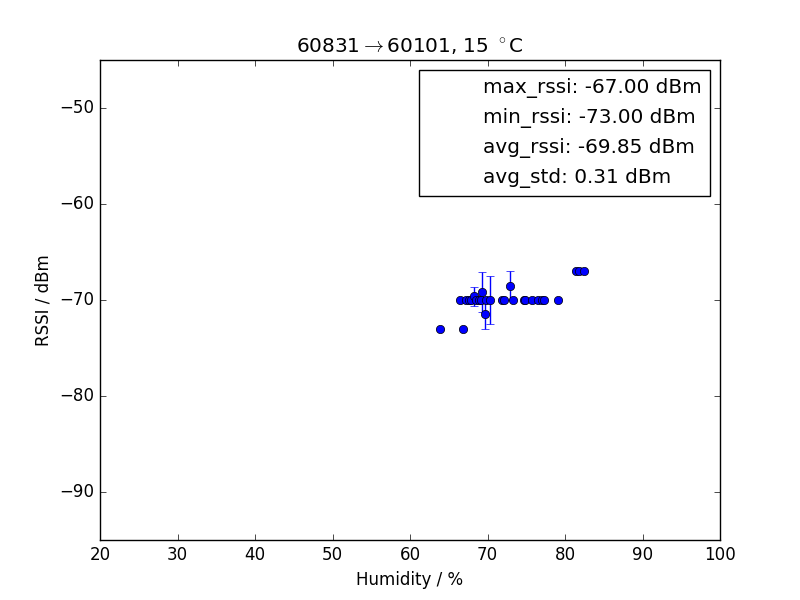 60831→60101, 15 °C
max_rssi: -67.00 dBm
min_rssi: -73.00 dBm
avg_rssi: -69.85 dBm
avg_std: 0.31 dBm
RSSI / dBm
−50
−60
−70
−80
−90
20 30 40 50 60 70 80 90 100
Humidity / %